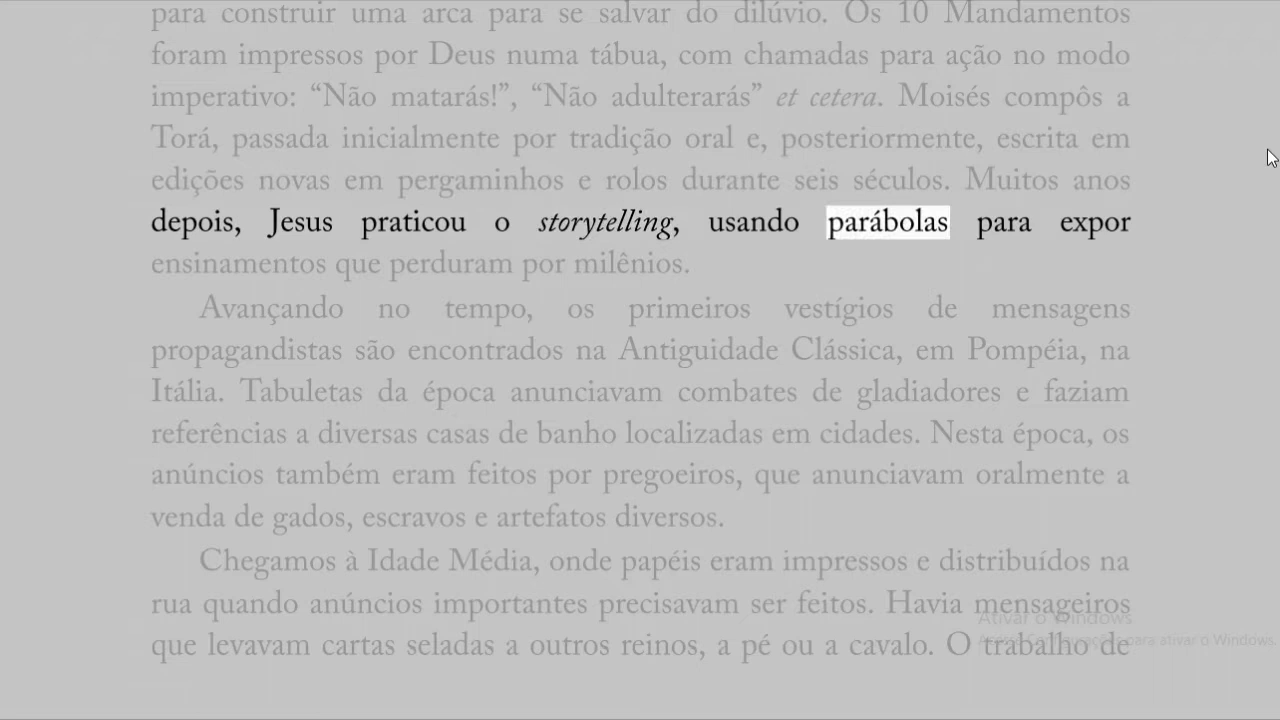 para construir uma arca para se salvar do dilúvio. Os 10 Mandamentos
foram impressos por Deus numa tábua, com chamadas para ação no modo
imperativo: “Não matarás!”, “Não adulterarás” et cetera. Moisés compôs a
Torá, passada inicialmente por tradição oral e, posteriormente, escrita em
edições novas em pergaminhos e rolos durante seis séculos. Muitos anos
depois, Jesus praticou o storytelling, usando parábolas para expor
ensinamentos que perduram por milênios.
Avançando no tempo, os primeiros vestígios de mensagens
propagandistas são encontrados na Antiguidade Clássica, em Pompéia, na
Itália. Tabuletas da época anunciavam combates de gladiadores e faziam
referências a diversas casas de banho localizadas em cidades. Nesta época, os
anúncios também eram feitos por pregoeiros, que anunciavam oralmente a
venda de gados, escravos e artefatos diversos.
Chegamos à Idade Média, onde papéis eram impressos e distribuídos na
rua quando anúncios importantes precisavam ser feitos. Havia mensageiros
Ativar o Windows
que levavam cartas seladas a outros reinos, a pé ou a cavalo. O trabalho de
para ativar o Windows.